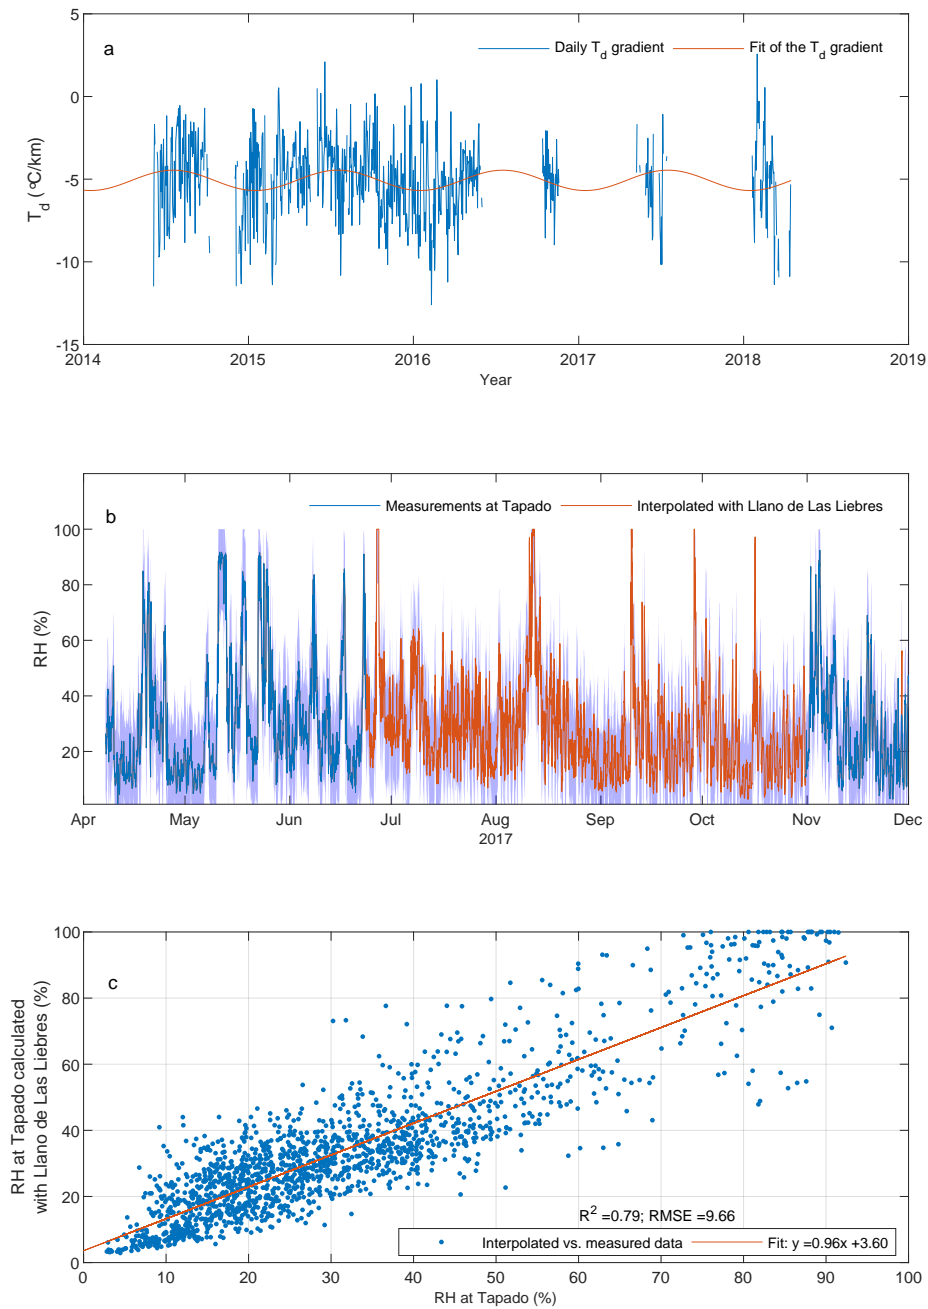 a
Daily T_d gradient
Fit of the T_d gradient
5
0
-5
-10
-15
T_d (°C/km)
2014 2015 2016 2017 2018 2019
Year
b
Measurements at Tapado
Interpolated with Llano de Las Liebres
100
80
60
40
20
RH (%)
Apr May Jun Jul Aug Sep Oct Nov Dec
2017
c
100
80
60
40
20
0
RH at Tapado calculated
with Llano de Las Liebres (%)
R² =0.79; RMSE =9.66
Interpolated vs. measured data
Fit: y =0.96x +3.60
0 10 20 30 40 50 60 70 80 90 100
RH at Tapado (%)